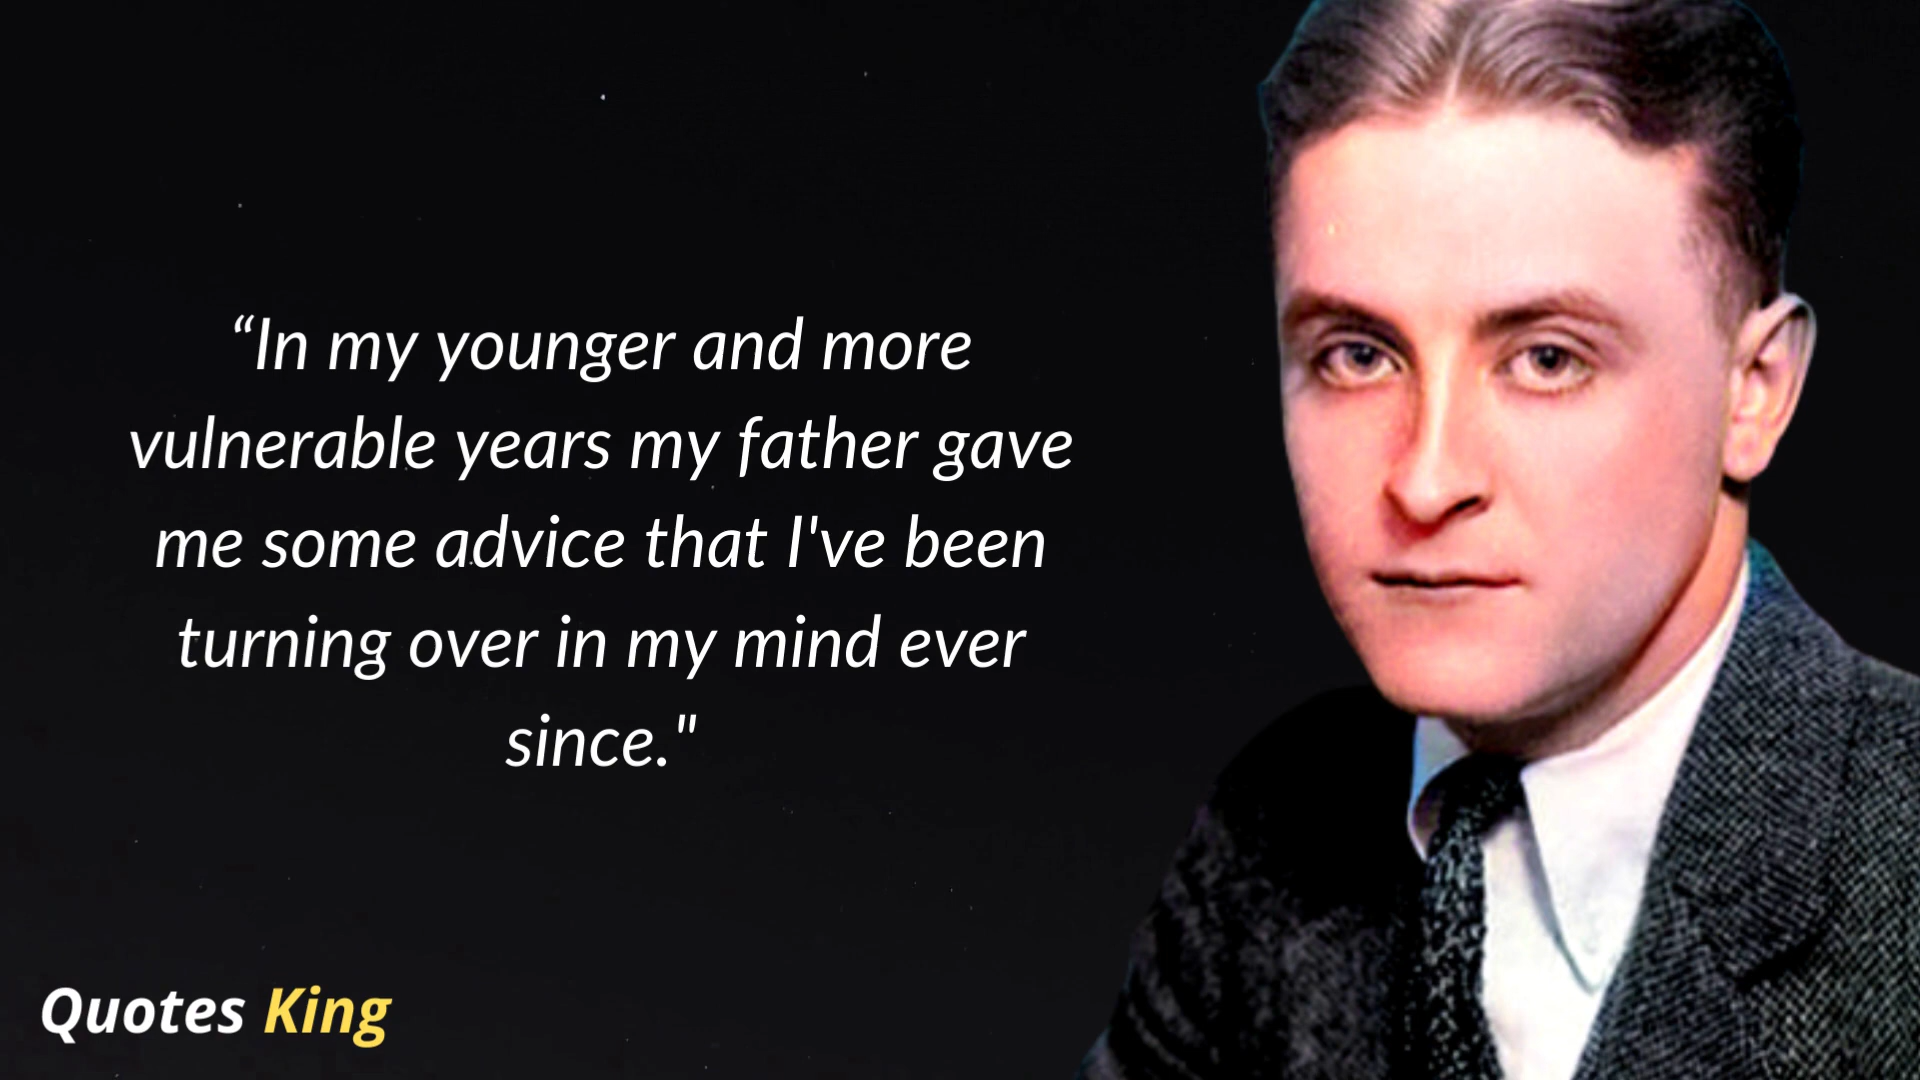 “In my younger and more
vulnerable years my father gave
me some advice that I've been
turning over in my mind ever
since."
Quotes King